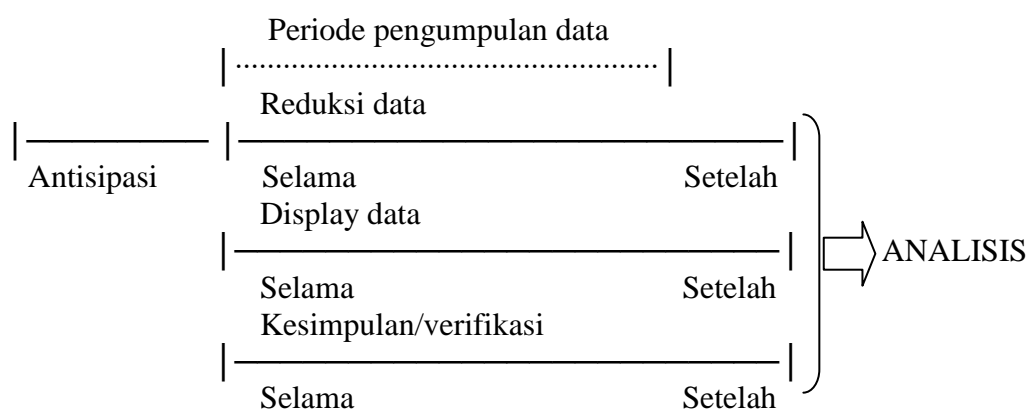 Periode pengumpulan data
Reduksi data
Antisipasi
Selama Setelah
Display data
ANALISIS
Selama Setelah
Kesimpulan/verifikasi
Selama Setelah